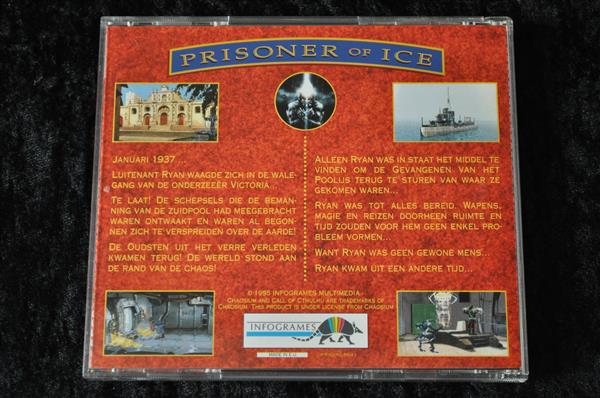 PRISONER OF ICE
JANUARI 1937...
LUITENANT RYAN WAAGDE ZICH IN DE WALE-
GANG VAN DE ONDERZEEËR VICTORIA...
TE LAAT! DE SCHEPSELS DIE DE BEMAN-
NING VAN DE ZUIDPOOL HAD MEEGEBRACHT
WAREN ONTWAAKT EN WAREN AL BEGON-
NEN ZICH TE VERSPREIDEN OVER DE AARDE!
DE OUDSTEN UIT HET VERRE VERLEDEN
KWAMEN TERUG! DE WERELD STOND AAN
DE RAND VAN DE CHAOS!
ALLEEN RYAN WAS IN STAAT HET MIDDEL TE
VINDEN OM DE GEVANGENEN VAN HET
POOLIJS TERUG TE STUREN VAN WAAR ZE
GEKOMEN WAREN...
RYAN WAS TOT ALLES BEREID. WAPENS,
MAGIE EN REIZEN DOORHEEN RUIMTE EN
TIJD ZOUDEN VOOR HEM GEEN ENKEL PRO-
BLEEM VORMEN...
WANT RYAN WAS GEEN GEWONE MENS...
RYAN KWAM UIT EEN ANDERE TIJD...
© 1995 INFOGRAMES MULTIMEDIA.
CHAOSIUM AND CALL OF CTHULHU ARE TRADEMARKS OF
CHAOSIUM. THIS PRODUCT IS UNDER LICENSE FROM CHAOSIUM
INFOGRAMES
MADE IN E.U.